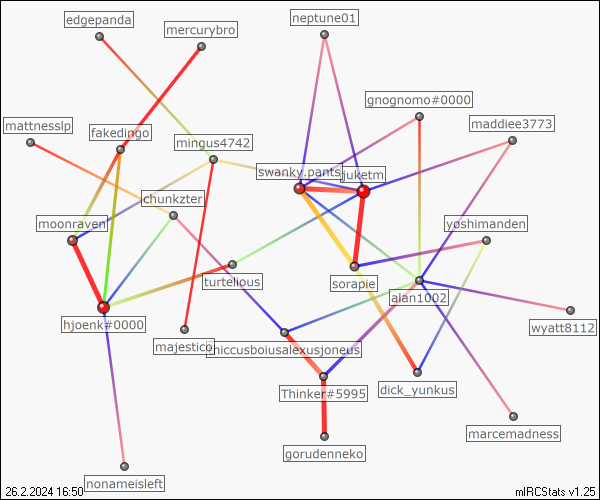 edgepanda
neptune01
mercurybro
gnognomo#0000
mattnesslp
fakedingo
maddiee3773
mingus4742
swanky.pants
juketm
chunkzter
moonraven
yoshimanden
turtelious
sorapie
alan1002
hjoenk#0000
wyatt8112
majestico
chiccusboiusalexusjoneus
Thinker#5995
dick_yunkus
marcemadness
gorudenneko
nonameisleft
26.2.2024 16:50
mIRCStats v1.25